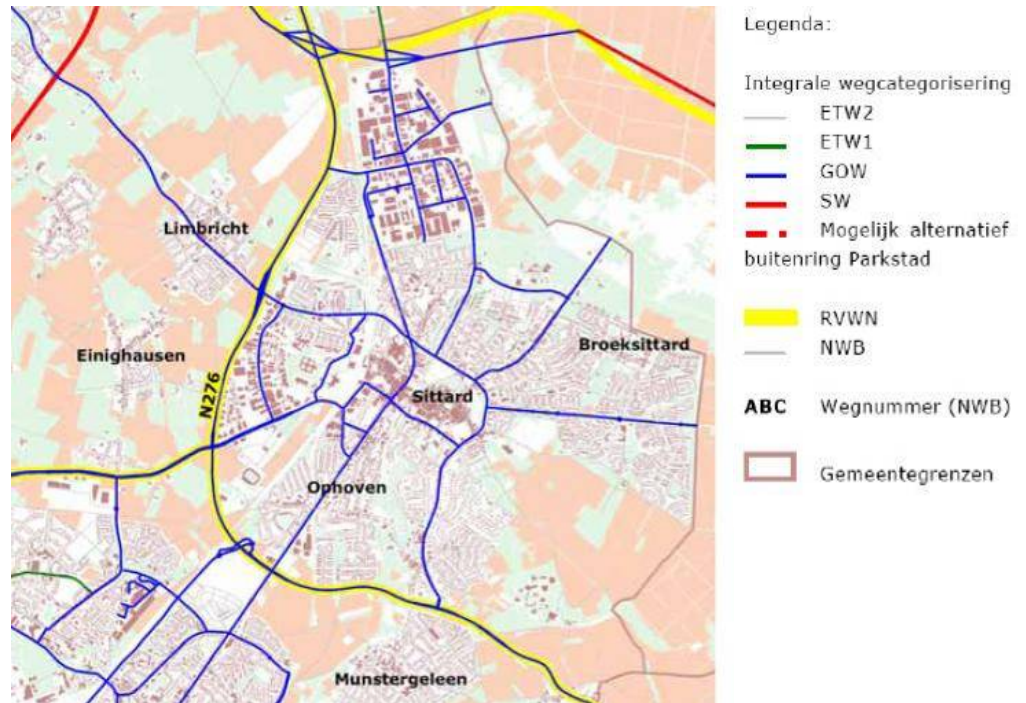 Limbricht
Einighausen
N276
Broeksittard
Sittard
Ophoven
Munstergeleen
Legenda:
Integrale wegcategorisering
ETW2
ETW1
GOW
SW
Mogelijk alternatief
buitenring Parkstad
RVWN
NWB
ABC Wegnummer (NWB)
Gemeentegrenzen